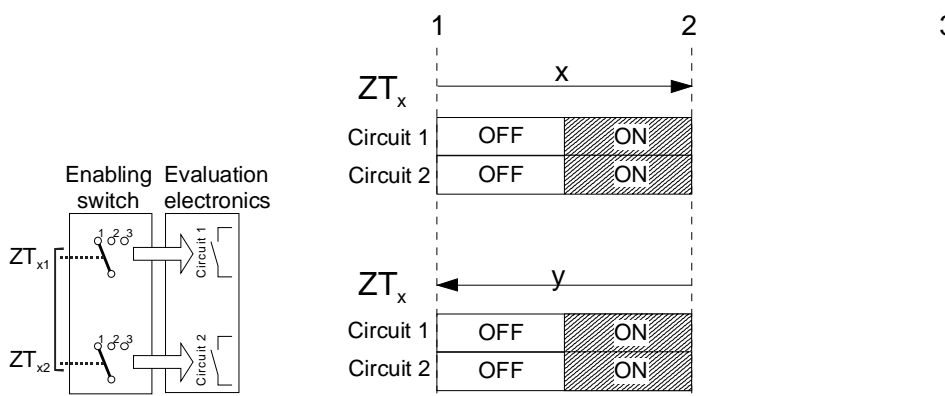 1 2 3
x
ZTx
Circuit 1 OFF ON
Circuit 2 OFF ON
Enabling switch
Evaluation electronics
1 2 3
ZTx1
Circuit 1
1 2 3
ZTx2
Circuit 2
y
ZTx
Circuit 1 OFF ON
Circuit 2 OFF ON